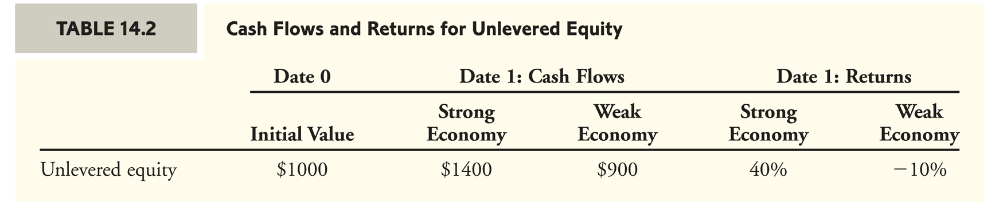 TABLE 14.2 Cash Flows and Returns for Unlevered Equity
Date 0 Date 1: Cash Flows Date 1: Returns
Strong Weak Strong Weak
Initial Value Economy Economy Economy Economy
Unlevered equity $1000 $1400 $900 40% −10%